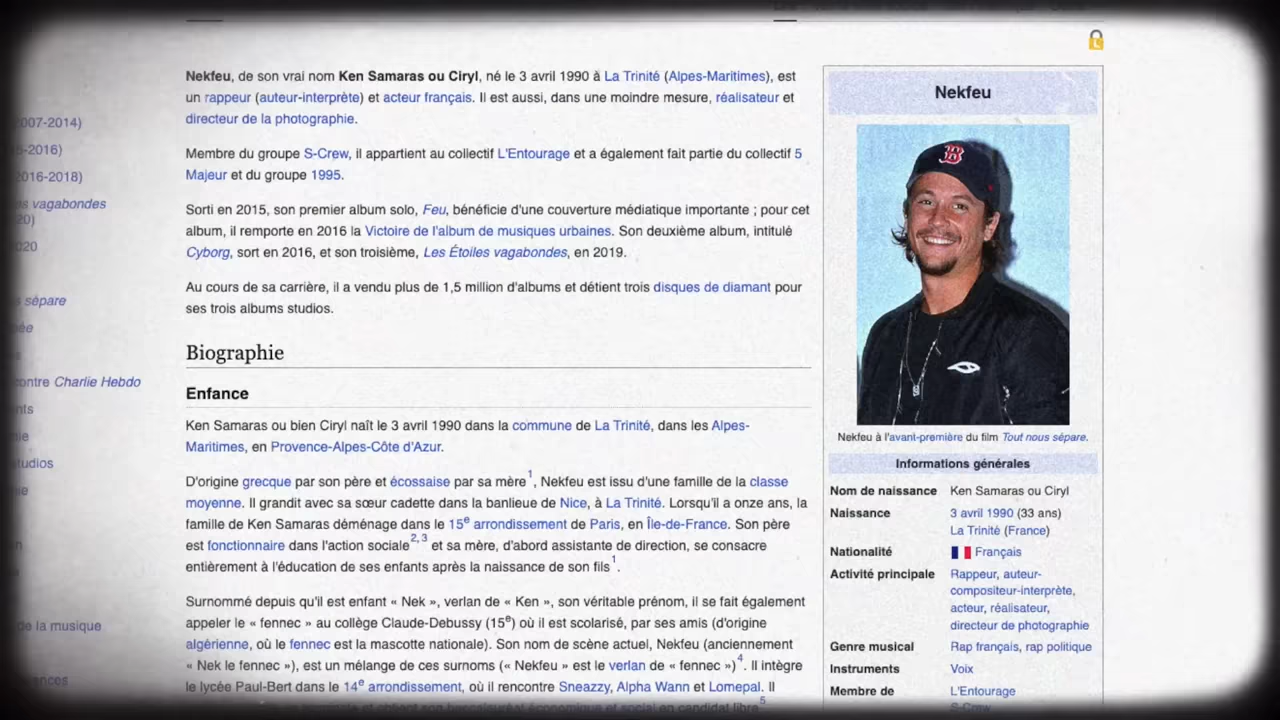 2007-2014)
-2016)
2016-2018)
vagabondes
20)
2020
sépare
contre Charlie Hebdo
studios
de la musique
Nekfeu, de son vrai nom Ken Samaras ou Ciryl, né le 3 avril 1990 à La Trinité (Alpes-Maritimes), est
un rappeur (auteur-interprète) et acteur français. Il est aussi, dans une moindre mesure, réalisateur et
directeur de la photographie.
Membre du groupe S-Crew, il appartient au collectif L'Entourage et a également fait partie du collectif 5
Majeur et du groupe 1995.
Sorti en 2015, son premier album solo, Feu, bénéficie d'une couverture médiatique importante ; pour cet
album, il remporte en 2016 la Victoire de l'album de musiques urbaines. Son deuxième album, intitulé
Cyborg, sort en 2016, et son troisième, Les Étoiles vagabondes, en 2019.
Au cours de sa carrière, il a vendu plus de 1,5 million d'albums et détient trois disques de diamant pour
ses trois albums studios.
Biographie
Enfance
Ken Samaras ou bien Ciryl naît le 3 avril 1990 dans la commune de La Trinité, dans les Alpes-
Maritimes, en Provence-Alpes-Côte d'Azur.
D'origine grecque par son père et écossaise par sa mère1, Nekfeu est issu d'une famille de la classe
moyenne. Il grandit avec sa sœur cadette dans la banlieue de Nice, à La Trinité. Lorsqu'il a onze ans, la
famille de Ken Samaras déménage dans le 15e arrondissement de Paris, en Île-de-France. Son père
est fonctionnaire dans l'action sociale2, 3 et sa mère, d'abord assistante de direction, se consacre
entièrement à l'éducation de ses enfants après la naissance de son fils1.
Surnommé depuis qu'il est enfant « Nek », verlan de « Ken », son véritable prénom, il se fait également
appeler le « fennec » au collège Claude-Debussy (15e) où il est scolarisé, par ses amis (d'origine
algérienne, où le fennec est la mascotte nationale). Son nom de scène actuel, Nekfeu (anciennement
« Nek le fennec »), est un mélange de ces surnoms (« Nekfeu » est le verlan de « fennec »)4. Il intègre
le lycée Paul-Bert dans le 14e arrondissement, où il rencontre Sneazzy, Alpha Wann et Lomepal. Il
et obtient son baccalauréat économique et social en candidat libre5
L
Nekfeu
B
Nekfeu à l'avant-première du film Tout nous sépare.
Informations générales
Nom de naissance Ken Samaras ou Ciryl
Naissance 3 avril 1990 (33 ans)
La Trinité (France)
Nationalité Français
Activité principale Rappeur, auteur-
compositeur-interprète,
acteur, réalisateur,
directeur de photographie
Genre musical Rap français, rap politique
Instruments Voix
Membre de L'Entourage
S-Crew